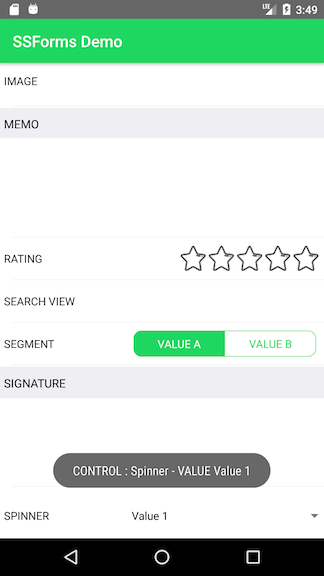 LTE 3:49
SSForms Demo
IMAGE
MEMO
RATING
SEARCH VIEW
SEGMENT VALUE A VALUE B
SIGNATURE
CONTROL : Spinner - VALUE Value 1
SPINNER Value 1